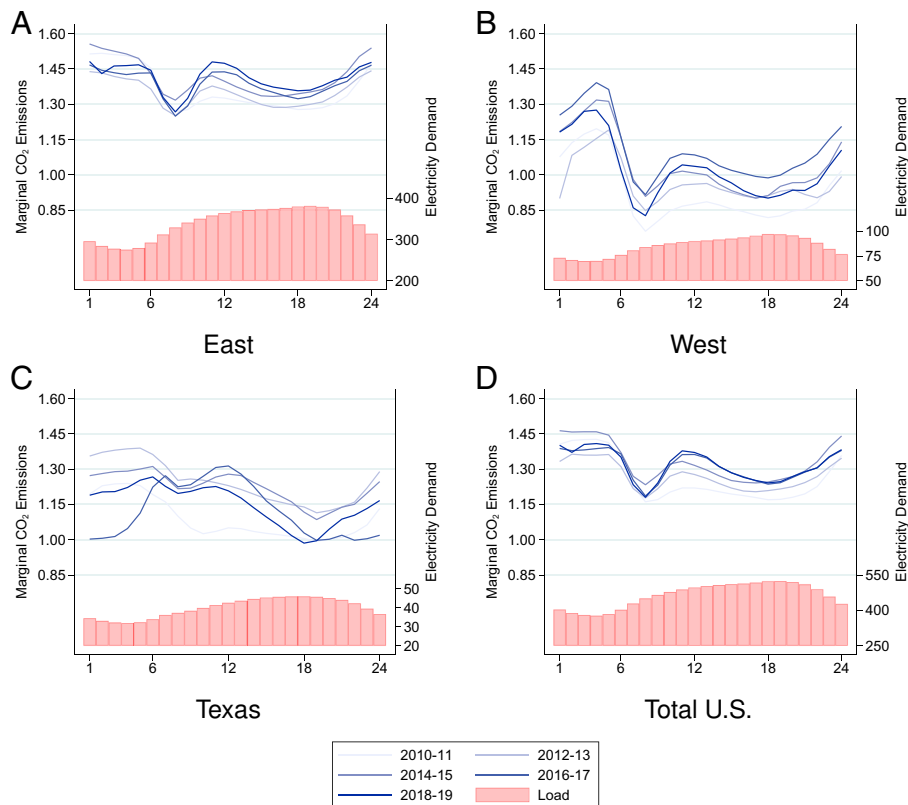 A
1.60
1.45
1.30
1.15
1.00
0.85
Marginal CO₂ Emissions
400
300
200
Electricity Demand
1 6 12 18 24
East
B
1.60
1.45
1.30
1.15
1.00
0.85
Marginal CO₂ Emissions
100
75
50
Electricity Demand
1 6 12 18 24
West
C
1.60
1.45
1.30
1.15
1.00
0.85
Marginal CO₂ Emissions
50
40
30
20
Electricity Demand
1 6 12 18 24
Texas
D
1.60
1.45
1.30
1.15
1.00
0.85
Marginal CO₂ Emissions
550
400
250
Electricity Demand
1 6 12 18 24
Total U.S.
2010-11 2012-13
2014-15 2016-17
2018-19 Load